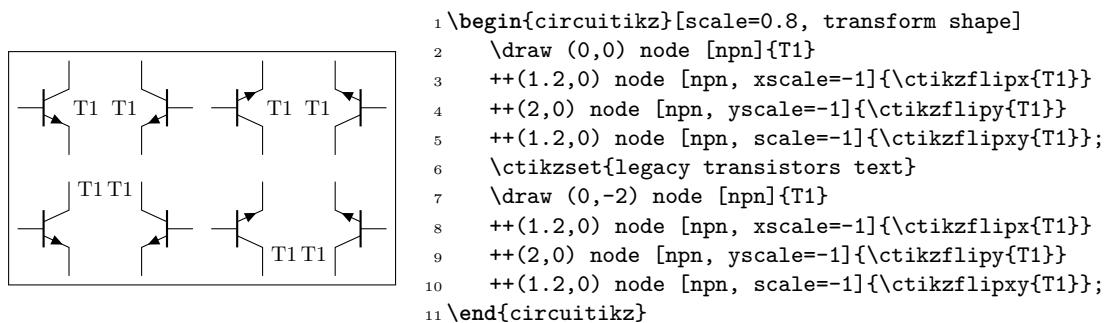 T1 T1 T1 T1
T1 T1
T1 T1
1 \begin{circuitikz}[scale=0.8, transform shape]
2 \draw (0,0) node [npn]{T1}
3 ++(1.2,0) node [npn, xscale=-1]{\ctikzflipx{T1}}
4 ++(2,0) node [npn, yscale=-1]{\ctikzflipy{T1}}
5 ++(1.2,0) node [npn, scale=-1]{\ctikzflipxy{T1}};
6 \ctikzset{legacy transistors text}
7 \draw (0,-2) node [npn]{T1}
8 ++(1.2,0) node [npn, xscale=-1]{\ctikzflipx{T1}}
9 ++(2,0) node [npn, yscale=-1]{\ctikzflipy{T1}}
10 ++(1.2,0) node [npn, scale=-1]{\ctikzflipxy{T1}};
11 \end{circuitikz}